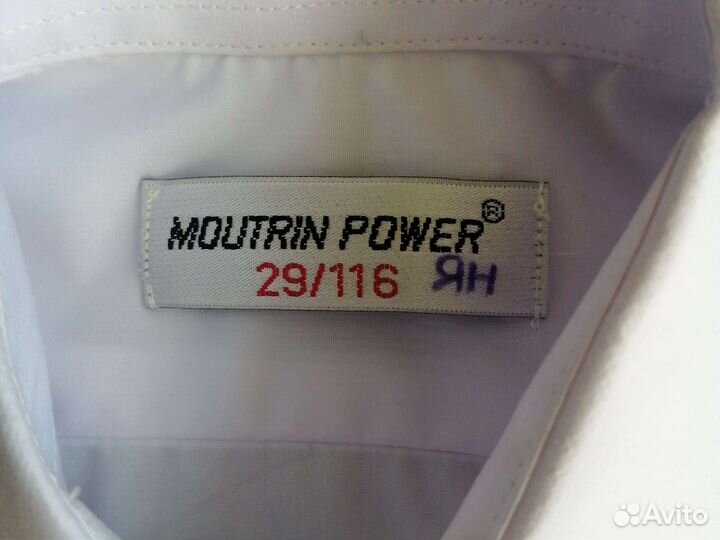 MOUTRIN POWER®
29/116 ЯН
Avito